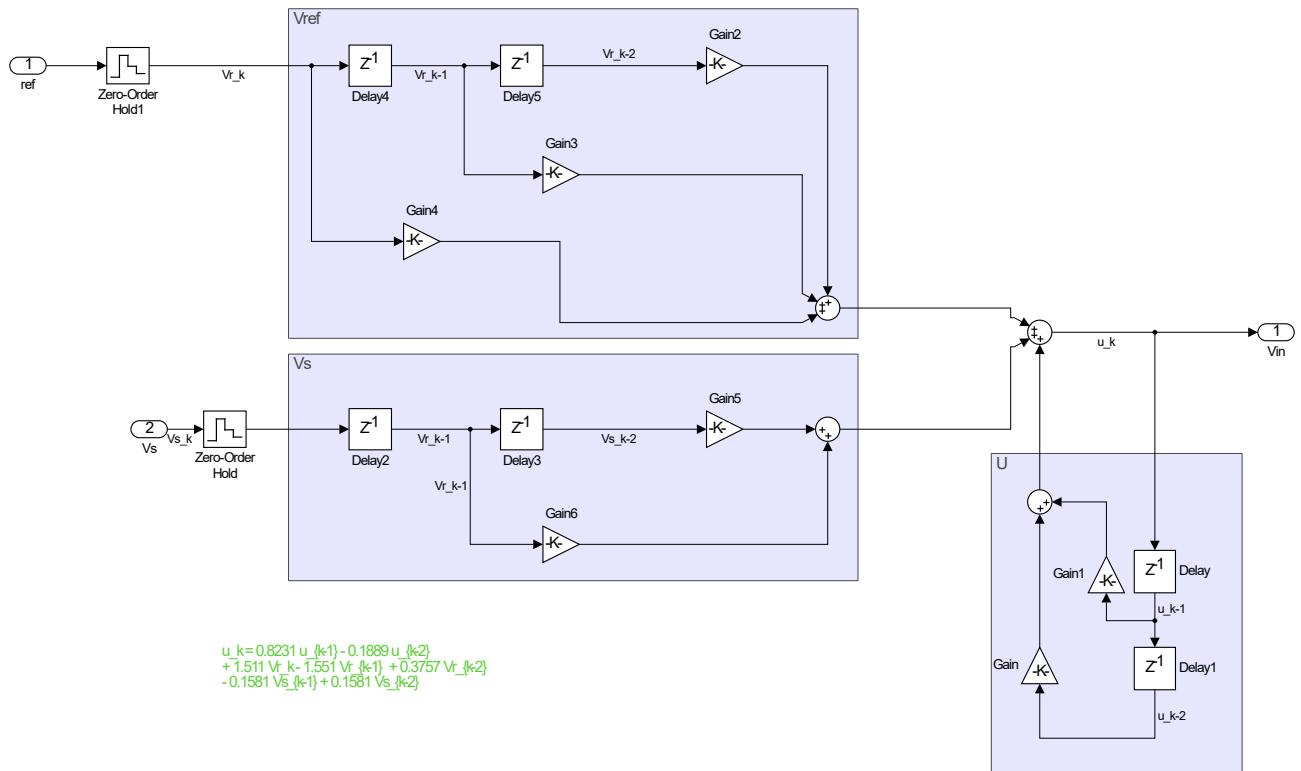 Vref
Gain2
Vr_k-2
1
ref
Zero-Order
Hold1
Vr_k
Z-1
Delay4
Vr_k-1
Z-1
Delay5
-K-
Gain3
-K-
Gain4
-K-
+
+
+
Vs
2
Vs
Vs_k
Zero-Order
Hold
Z-1
Delay2
Vr_k-1
Z-1
Delay3
Vs_k-2
Gain5
-K-
+
+
Vr_k-1
Gain6
-K-
+
+
+
u_k
1
Vin
U
+
+
Gain1
-K-
Z-1
Delay
u_k-1
Gain
-K-
Z-1
Delay1
u_k-2
u_k = 0.8231 u_{k-1} - 0.1889 u_{k-2}
+ 1.511 Vr_k - 1.551 Vr_{k-1} + 0.3757 Vr_{k-2}
- 0.1581 Vs_{k-1} + 0.1581 Vs_{k-2}